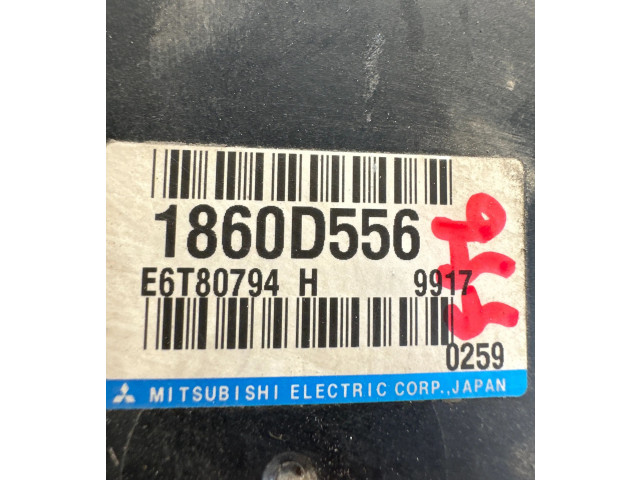 1860D556
E6T80794 H 9917
0259
MITSUBISHI ELECTRIC CORP., JAPAN